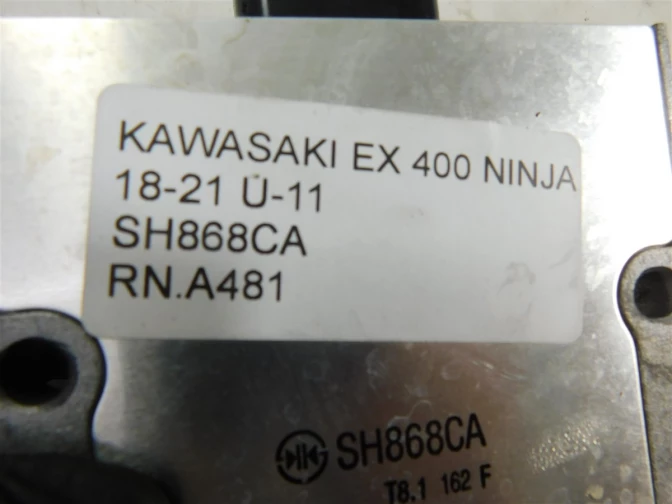 KAWASAKI EX 400 NINJA
18-21 U-11
SH868CA
RN.A481
SH868CA
T8.1 162 F